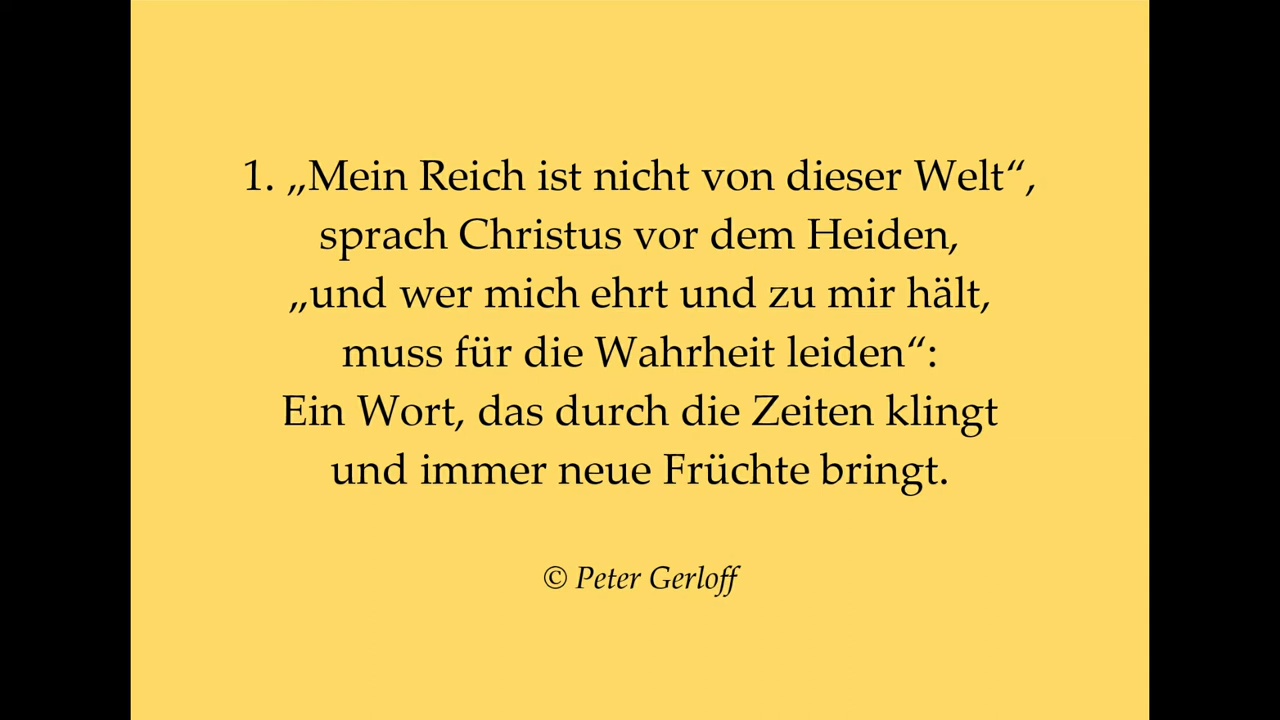 1. „Mein Reich ist nicht von dieser Welt“,
sprach Christus vor dem Heiden,
„und wer mich ehrt und zu mir hält,
muss für die Wahrheit leiden“:
Ein Wort, das durch die Zeiten klingt
und immer neue Früchte bringt.
© Peter Gerloff